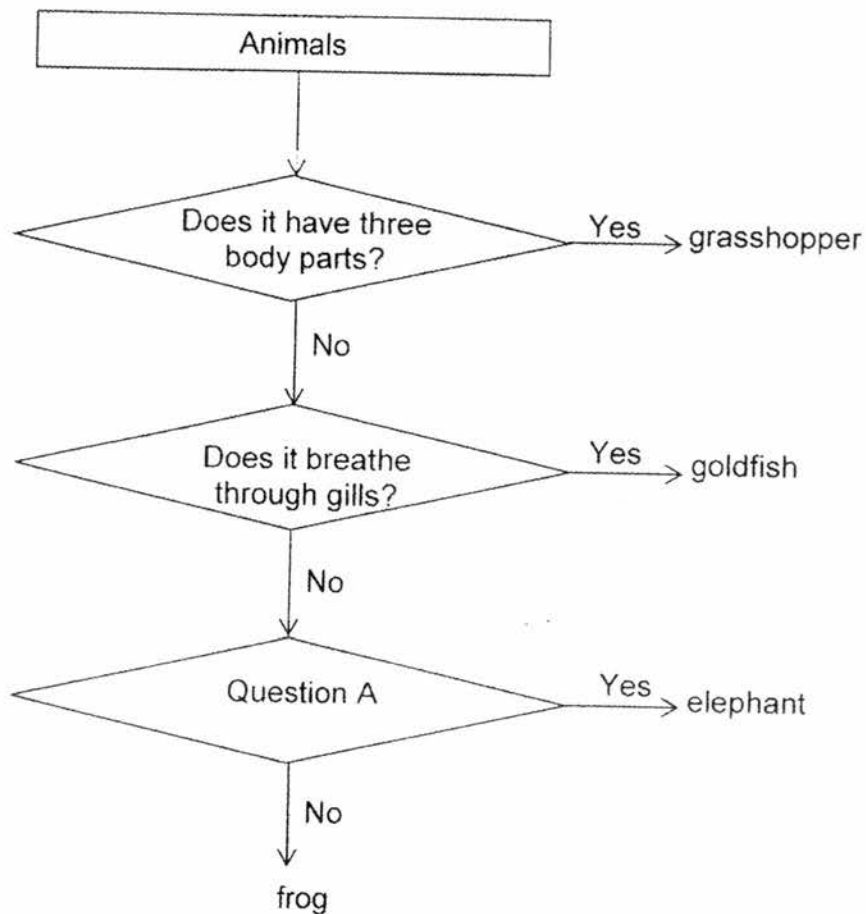 Animals
Does it have three
body parts?
Yes
grasshopper
No
Does it breathe
through gills?
Yes
goldfish
No
Question A
Yes
elephant
No
frog